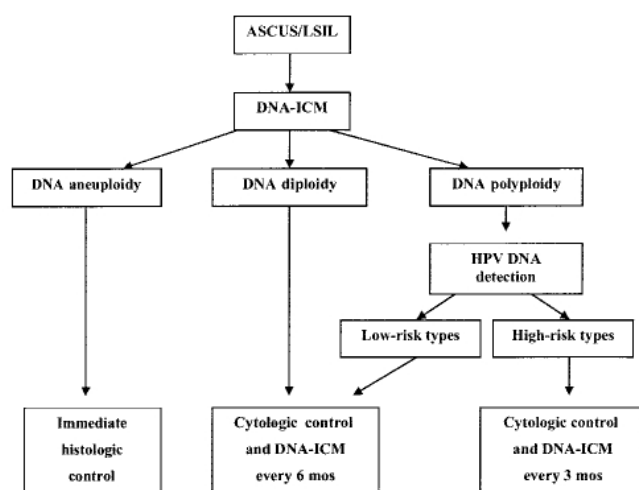 ASCUS/LSIL
DNA-ICM
DNA aneuploidy
DNA diploidy
DNA polyploidy
HPV DNA
detection
Low-risk types
High-risk types
Immediate
histologic
control
Cytologic control
and DNA-ICM
every 6 mos
Cytologic control
and DNA-ICM
every 3 mos